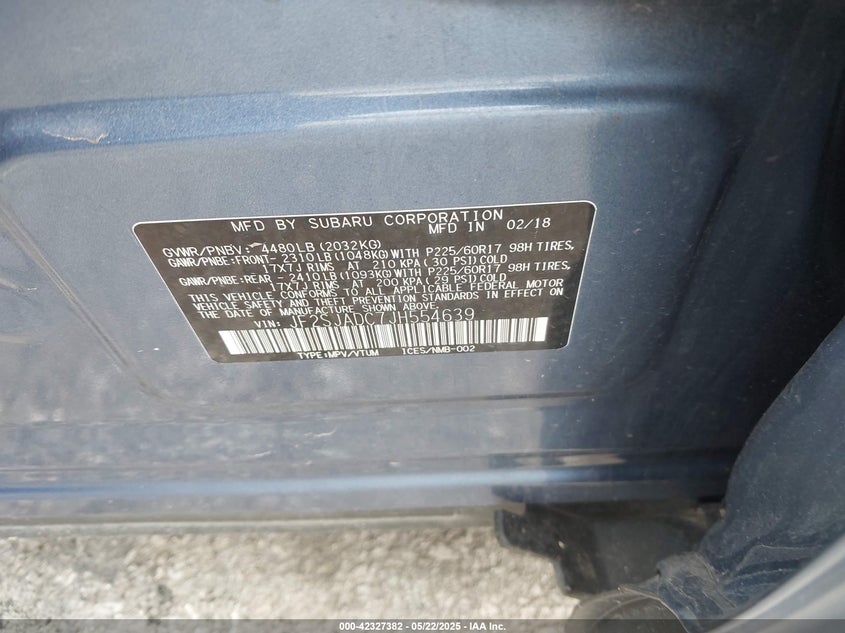 MFD BY SUBARU CORPORATION
MFD IN 02/18
GVWR/PNBV: 4480LB (2032KG)
GAWR/PNBE:FRONT- 2310LB (1048KG)WITH P225/60R17 98H TIRES,
17X7J RIMS AT 210 KPA ( 30 PSI)COLD
GAWR/PNBE:REAR - 2410LB (1093KG)WITH P225/60R17 98H TIRES,
17X7J RIMS AT 200 KPA ( 29 PSI)COLD
THIS VEHICLE CONFORMS TO ALL APPLICABLE FEDERAL MOTOR
VEHICLE SAFETY AND THEFT PREVENTION STANDARDS IN EFFECT ON
THE DATE OF MANUFACTURE SHOWN ABOVE.
VIN: JF2SJADC7JH554639
TYPE:MPV/VTUM ICES/NMB-002
000-42327382 - 05/22/2025 - IAA Inc.